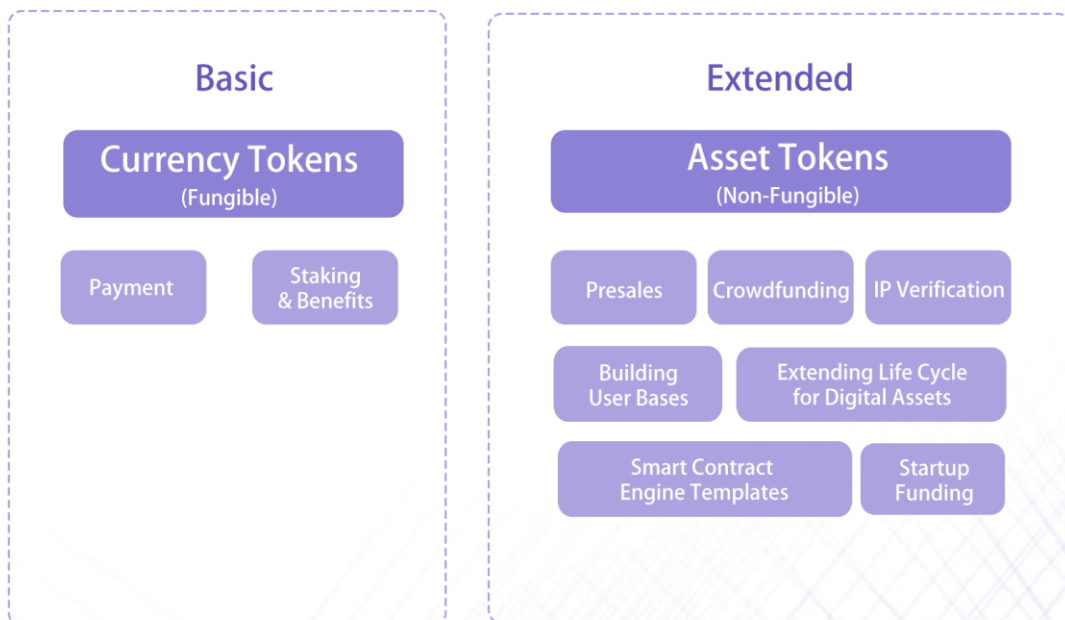 Basic
Currency Tokens
(Fungible)
Payment
Staking
& Benefits
Extended
Asset Tokens
(Non-Fungible)
Presales
Crowdfunding
IP Verification
Building
User Bases
Extending Life Cycle
for Digital Assets
Smart Contract
Engine Templates
Startup
Funding